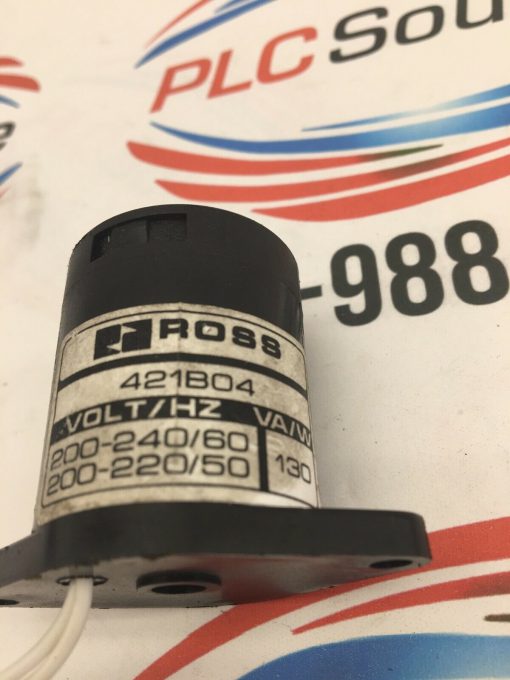 PLC Sou
-988
ROSS
421B04
VOLT/HZ VA/W
200-240/60
200-220/50 130